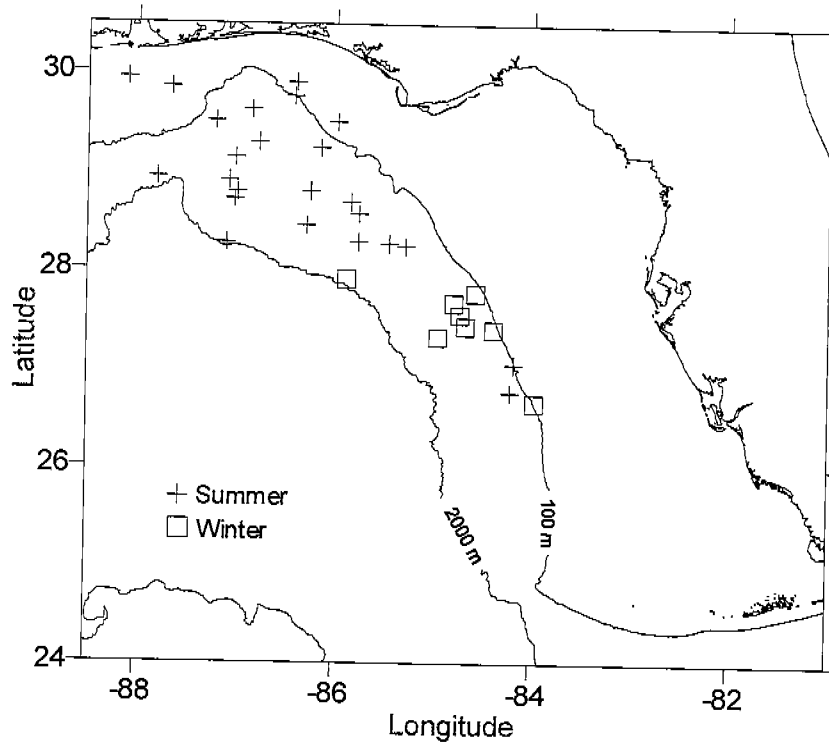 30
28
26
24
Latitude
+ Summer
□ Winter
2000 m
100 m
-88
-86
-84
-82
Longitude